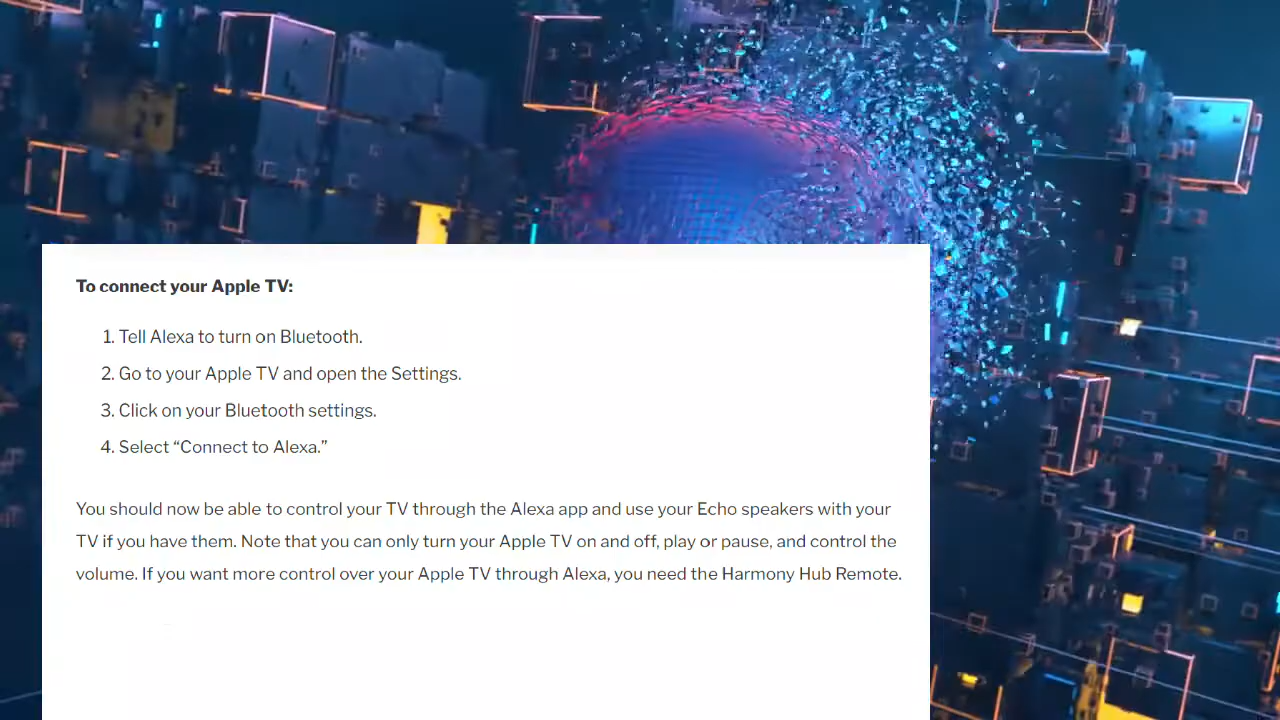 To connect your Apple TV:
1. Tell Alexa to turn on Bluetooth.
2. Go to your Apple TV and open the Settings.
3. Click on your Bluetooth settings.
4. Select “Connect to Alexa.”
You should now be able to control your TV through the Alexa app and use your Echo speakers with your
TV if you have them. Note that you can only turn your Apple TV on and off, play or pause, and control the
volume. If you want more control over your Apple TV through Alexa, you need the Harmony Hub Remote.